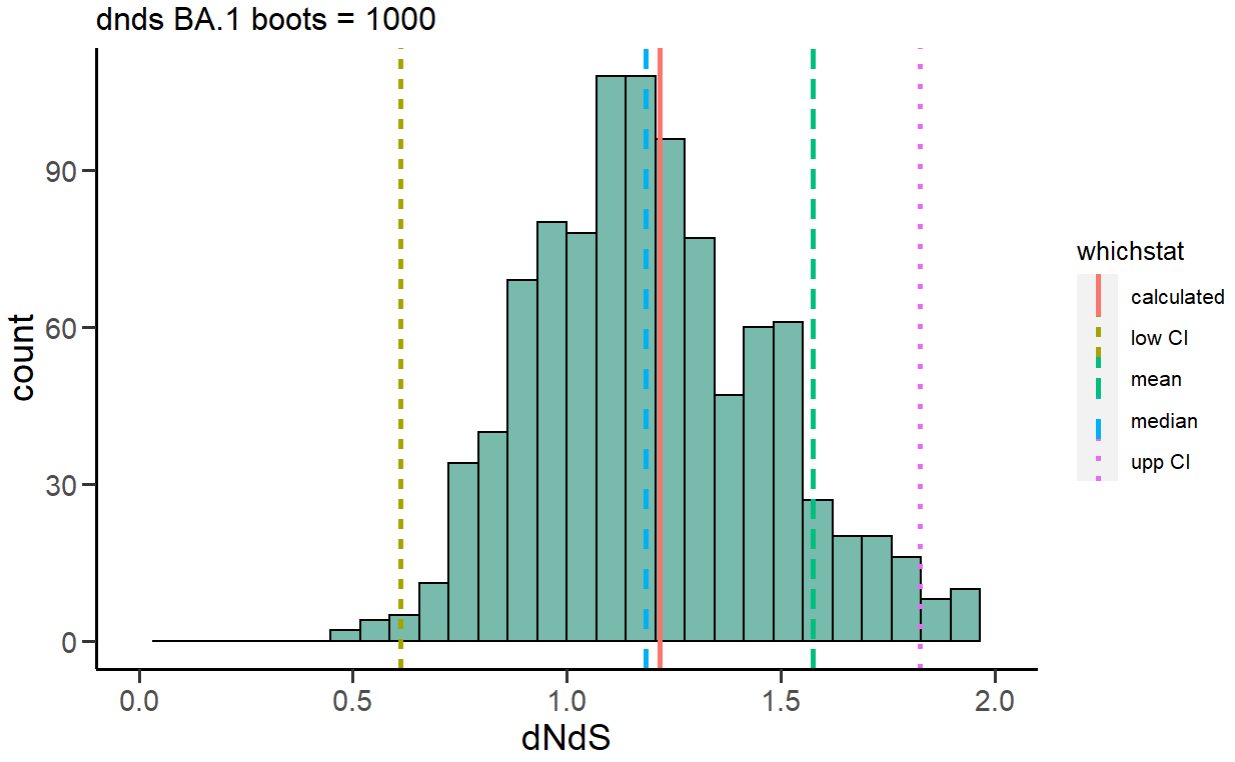 dnds BA.1 boots = 1000
90
60
30
0
count
0.0 0.5 1.0 1.5 2.0
dNdS
whichstat
calculated
low CI
mean
median
upp CI